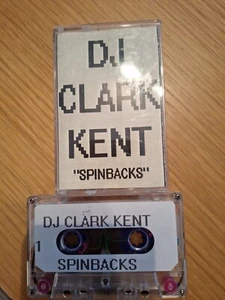 DJ
CLARK
KENT
"SPINBACKS"
DJ CLARK KENT
1
SPINBACKS